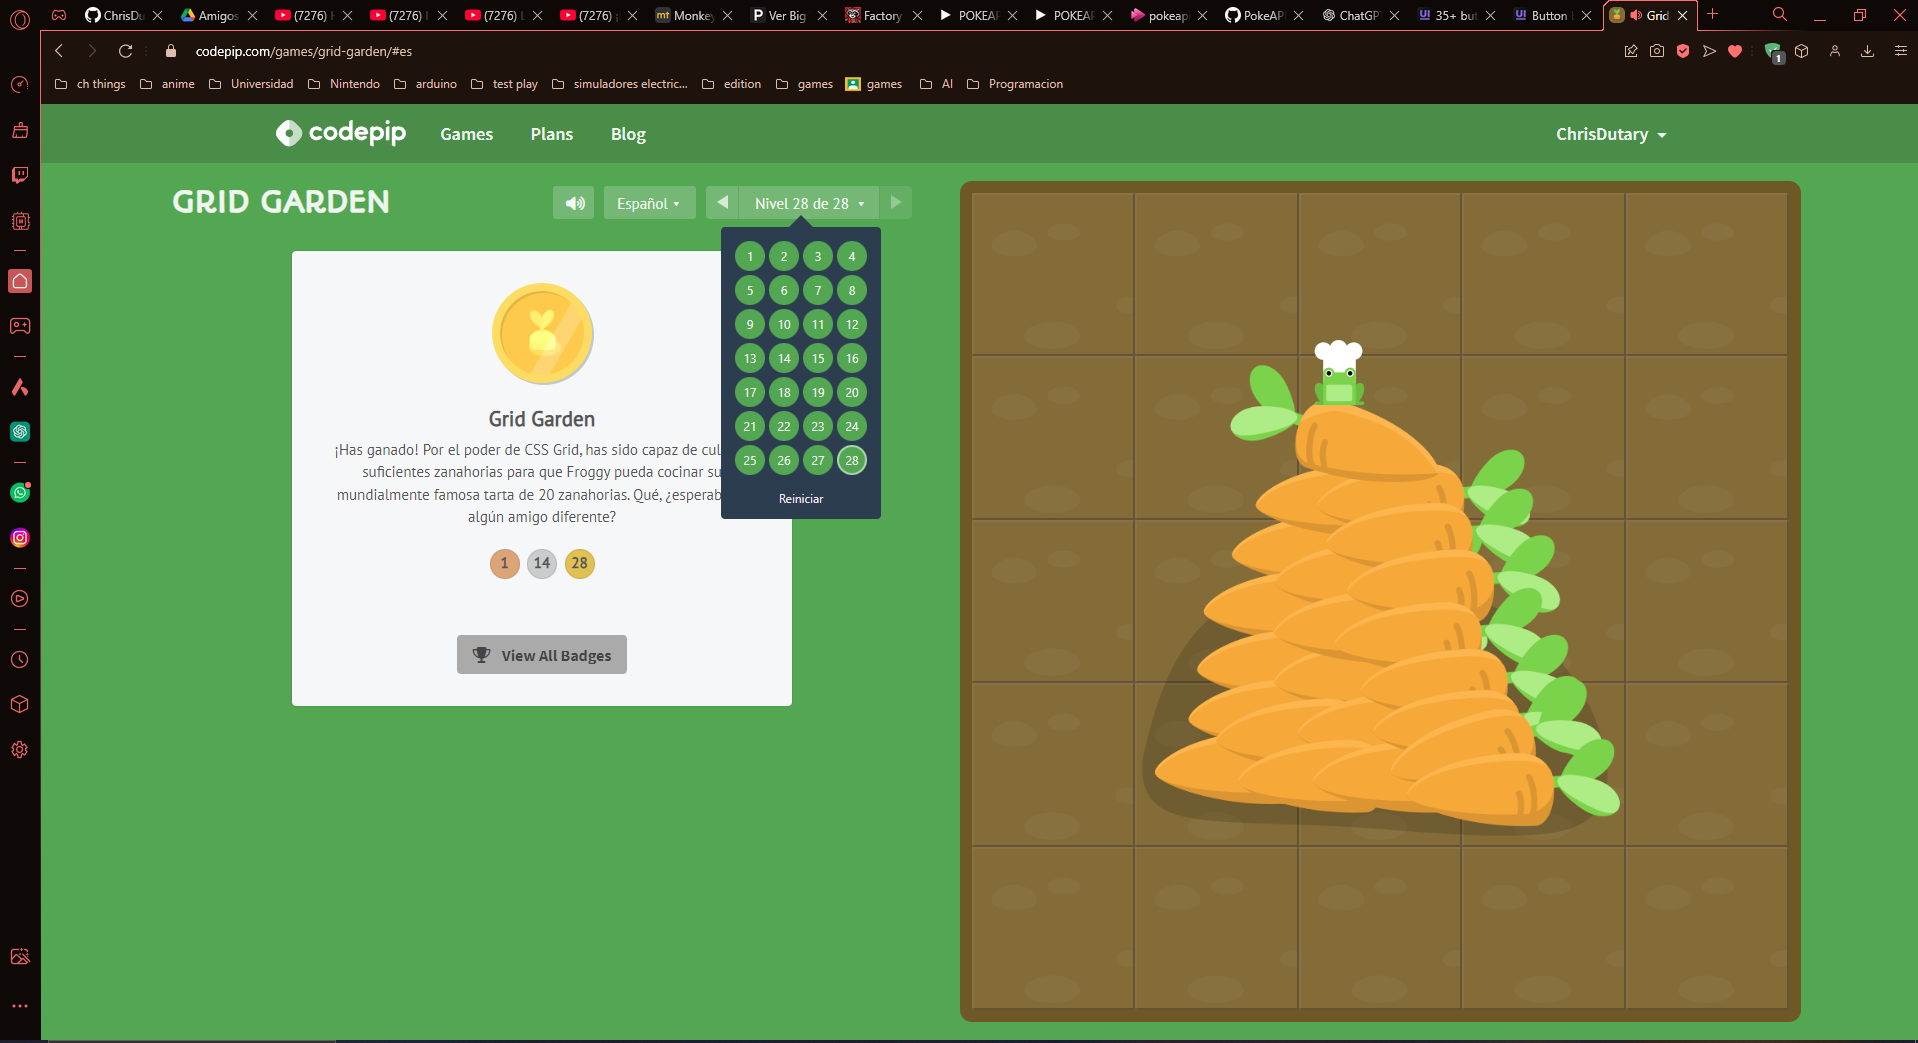 ChrisDu
Amigos
(7276)
(7276)
(7276)
(7276)
Monke
Ver Big
Factory
POKEAP
POKEAP
pokeap
PokeAPI
ChatGP
35+ but
Button
Grid
codepip.com/games/grid-garden/#es
1
ch things
anime
Universidad
Nintendo
arduino
test play
simuladores electric...
edition
games
games
AI
Programacion
codepip
Games
Plans
Blog
ChrisDutary
GRID GARDEN
Español
Nivel 28 de 28
1 2 3 4
5 6 7 8
9 10 11 12
13 14 15 16
17 18 19 20
21 22 23 24
25 26 27 28
Reiniciar
Grid Garden
¡Has ganado! Por el poder de CSS Grid, has sido capaz de cul
suficientes zanahorias para que Froggy pueda cocinar su
mundialmente famosa tarta de 20 zanahorias. Qué, ¿esperab
algún amigo diferente?
1 14 28
View All Badges